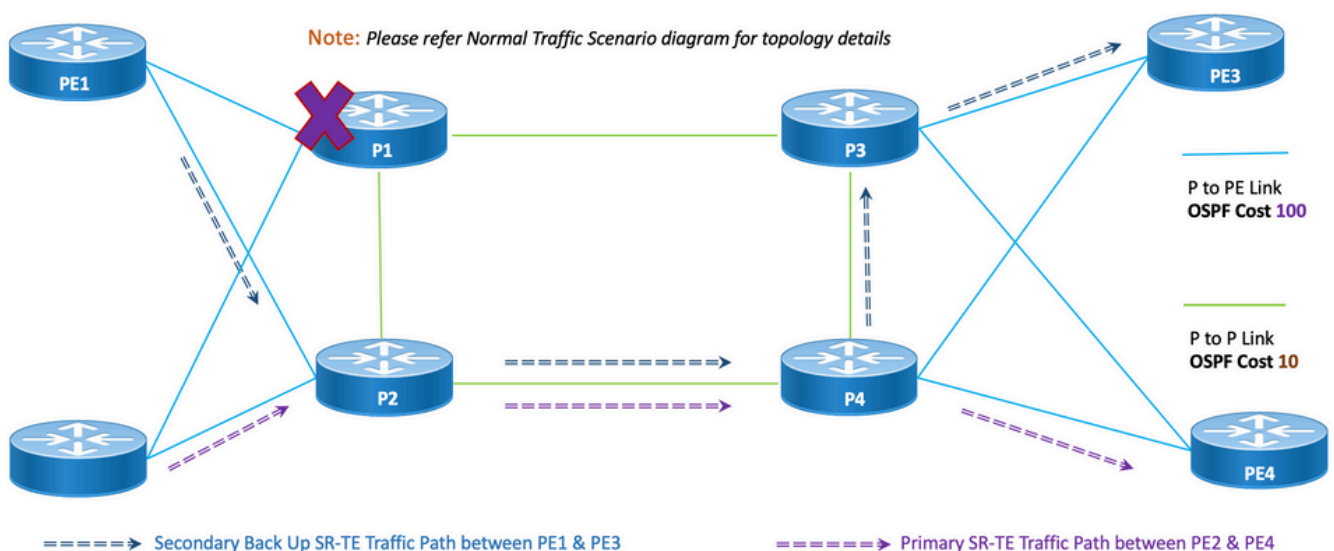 Note: Please refer Normal Traffic Scenario diagram for topology details
PE1
P1
P3
PE3
P to PE Link
OSPF Cost 100
P to P Link
OSPF Cost 10
P2
P4
PE4
Secondary Back Up SR-TE Traffic Path between PE1 & PE3
Primary SR-TE Traffic Path between PE2 & PE4